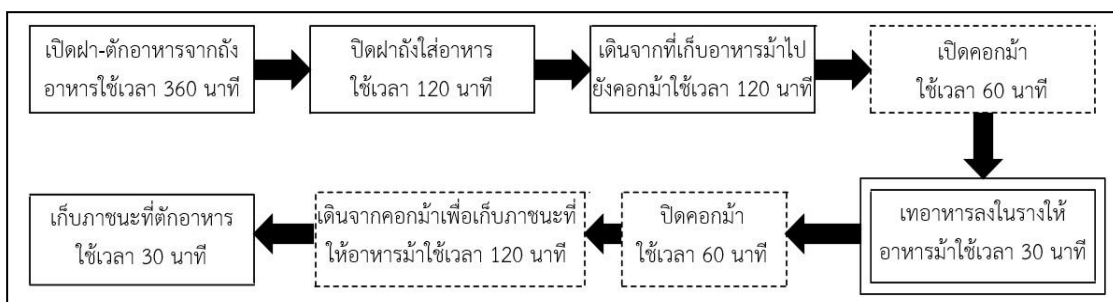 เปิดฝา-ตักอาหารจากถัง
อาหารใช้เวลา 360 นาที
ปิดฝาถังใส่อาหาร
ใช้เวลา 120 นาที
เดินจากที่เก็บอาหารม้าไป
ยังคอกม้าใช้เวลา 120 นาที
เปิดคอกม้า
ใช้เวลา 60 นาที
เทอาหารลงในรางให้
อาหารม้าใช้เวลา 30 นาที
ปิดคอกม้า
ใช้เวลา 60 นาที
เดินจากคอกม้าเพื่อเก็บภาชนะที่
ให้อาหารม้าใช้เวลา 120 นาที
เก็บภาชนะที่ตักอาหาร
ใช้เวลา 30 นาที